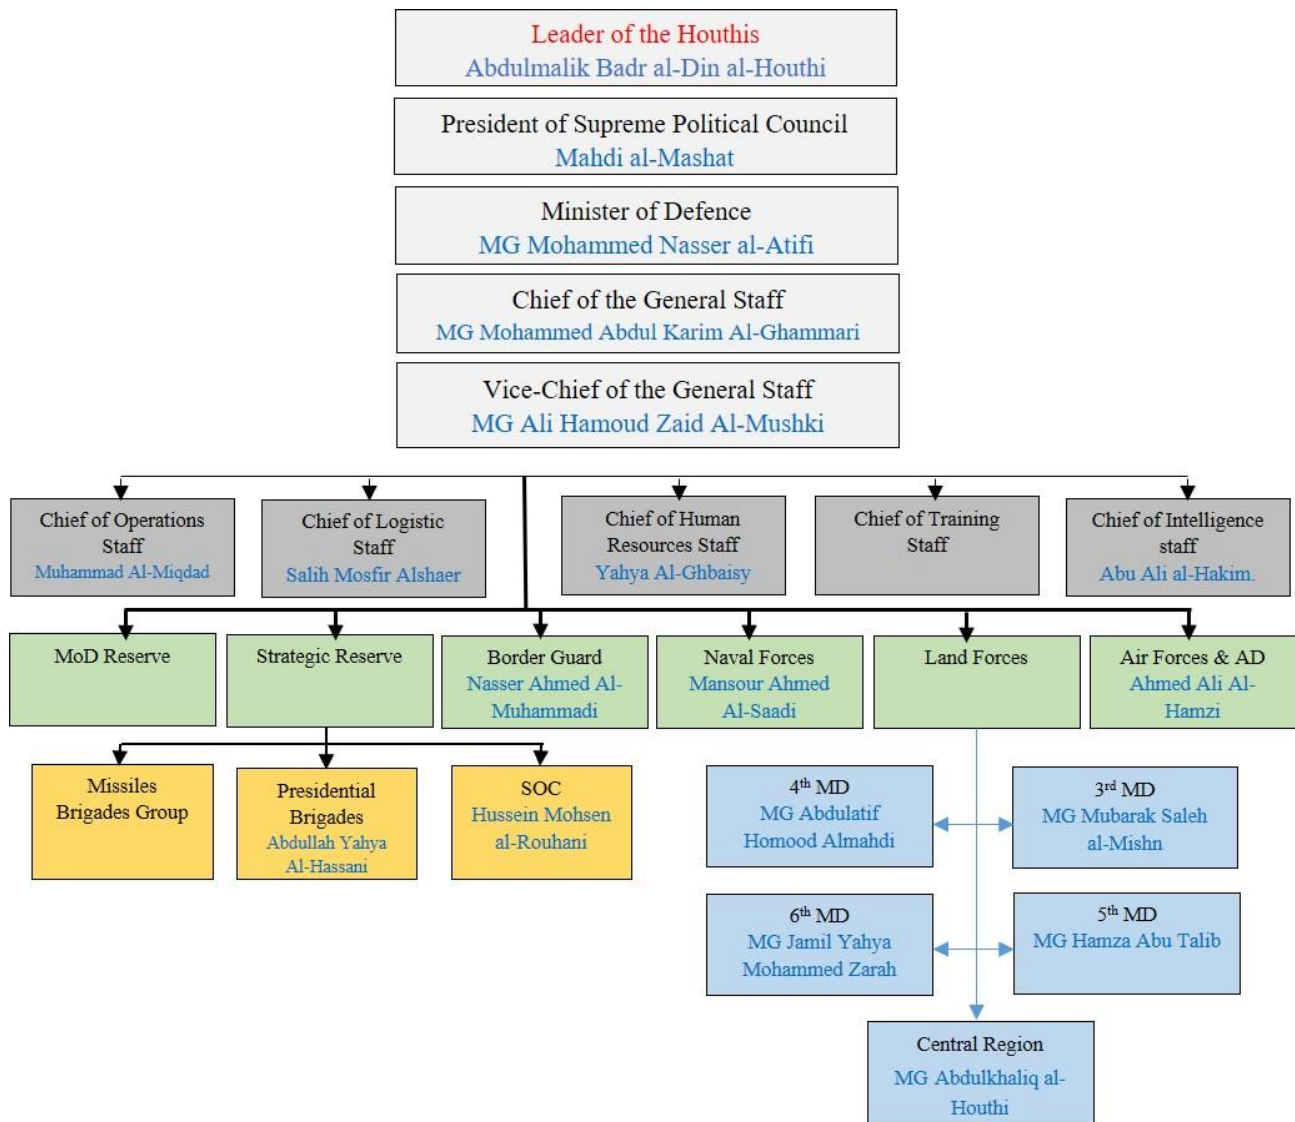 Leader of the Houthis
Abdulmalik Badr al-Din al-Houthi
President of Supreme Political Council
Mahdi al-Mashat
Minister of Defence
MG Mohammed Nasser al-Atifi
Chief of the General Staff
MG Mohammed Abdul Karim Al-Ghammari
Vice-Chief of the General Staff
MG Ali Hamoud Zaid Al-Mushki
Chief of Operations
Staff
Muhammad Al-Miqdad
Chief of Logistic
Staff
Salih Mosfir Alshaer
Chief of Human
Resources Staff
Yahya Al-Ghbaisy
Chief of Training
Staff
Chief of Intelligence
staff
Abu Ali al-Hakim.
MoD Reserve
Strategic Reserve
Border Guard
Nasser Ahmed Al-
Muhammadi
Naval Forces
Mansour Ahmed
Al-Saadi
Land Forces
Air Forces & AD
Ahmed Ali Al-
Hamzi
Missiles
Brigades Group
Presidential
Brigades
Abdullah Yahya
Al-Hassani
SOC
Hussein Mohsen
al-Rouhani
4th MD
MG Abdulatif
Homood Almahdi
3rd MD
MG Mubarak Saleh
al-Mishn
6th MD
MG Jamil Yahya
Mohammed Zarah
5th MD
MG Hamza Abu Talib
Central Region
MG Abdulkhaliq al-
Houthi